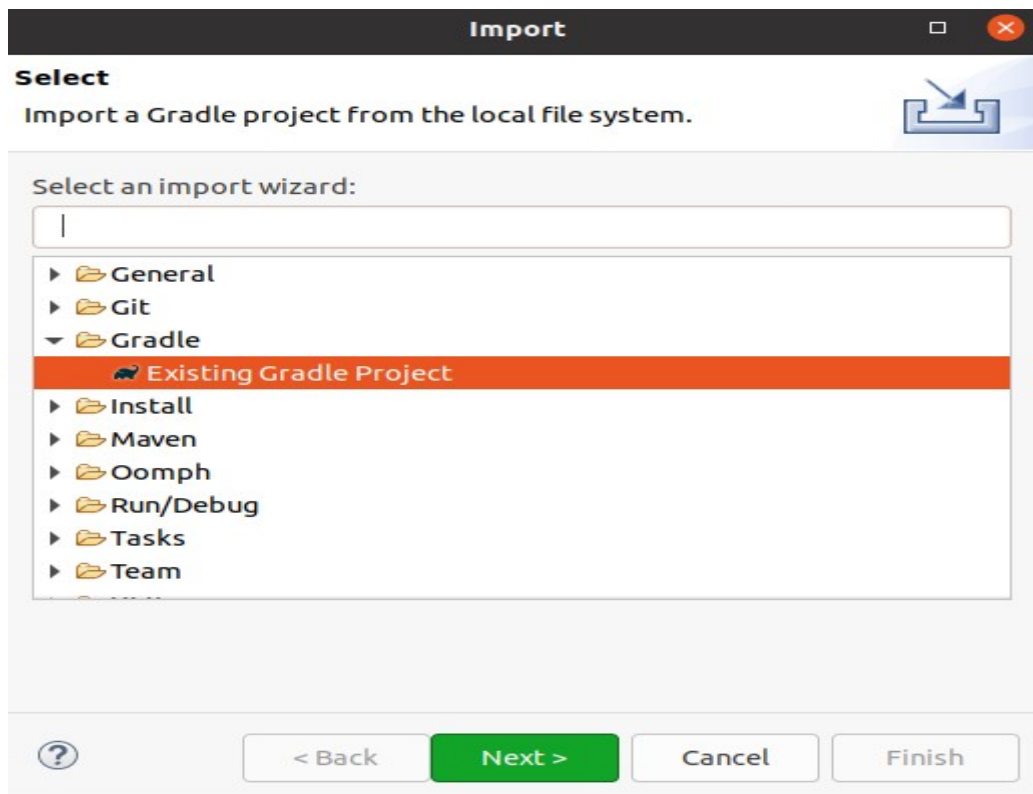 Import
Select
Import a Gradle project from the local file system.
Select an import wizard:
General
Git
Gradle
Existing Gradle Project
Install
Maven
Oomph
Run/Debug
Tasks
Team
?
< Back
Next >
Cancel
Finish